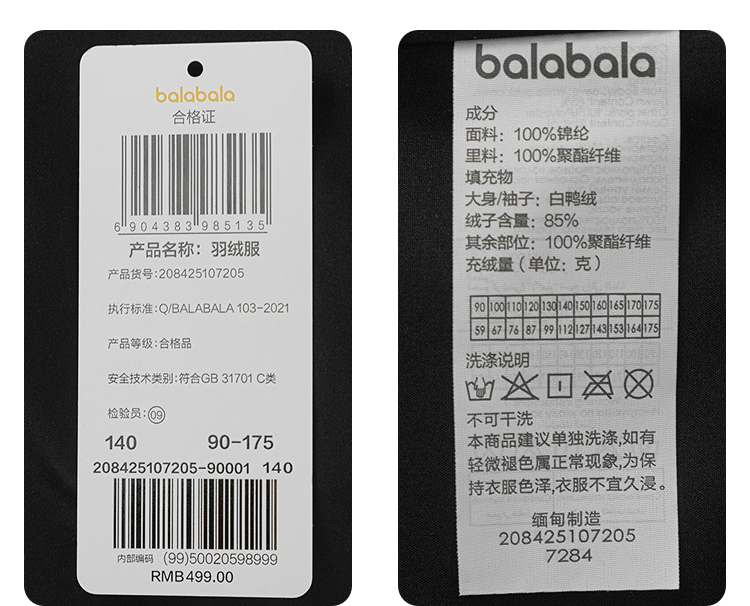 balabala
合格证
6 904383 985135
产品名称：羽绒服
产品货号:208425107205
执行标准:Q/BALABALA 103-2021
产品等级:合格品
安全技术类别:符合GB 31701 C类
检验员:09
140 90-175
208425107205-90001 140
内部编码 (99)50020598999
RMB499.00
balabala
成分
面料：100%锦纶
里料：100%聚酯纤维
填充物
大身/袖子：白鸭绒
绒子含量：85%
其余部位：100%聚酯纤维
充绒量（单位：克）
90 100 110 120 130 140 150 160 165 170 175
59 67 76 87 99 112 127 143 153 164 175
洗涤说明
不可干洗
本商品建议单独洗涤,如有
轻微褪色属正常现象,为保
持衣服色泽,衣服不宜久浸。
缅甸制造
208425107205
7284